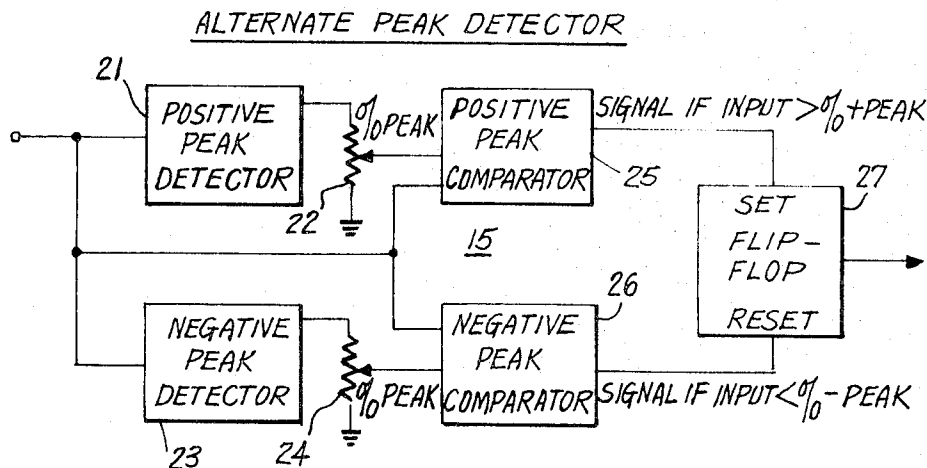 ALTERNATE PEAK DETECTOR
21
POSITIVE
PEAK
DETECTOR
% PEAK
22
POSITIVE
PEAK
COMPARATOR
SIGNAL IF INPUT > % + PEAK
25
27
SET
FLIP-
FLOP
RESET
15
26
NEGATIVE
PEAK
DETECTOR
23
% PEAK
24
NEGATIVE
PEAK
COMPARATOR
SIGNAL IF INPUT < % - PEAK